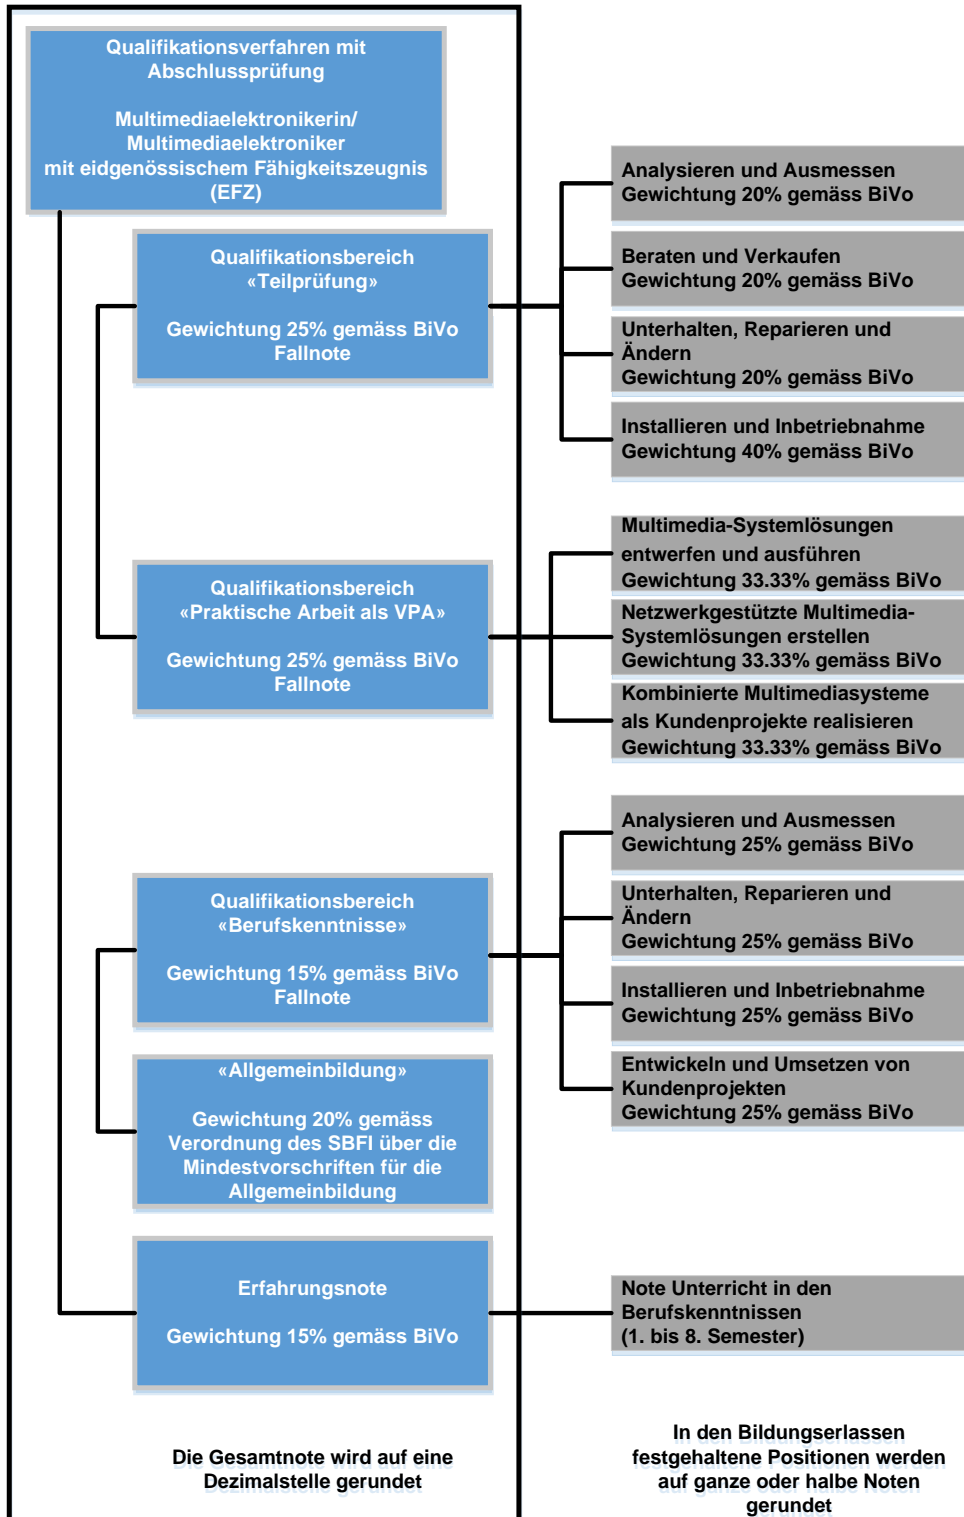 Qualifikationsverfahren mit
Abschlussprüfung
Multimediaelektronikerin/
Multimediaelektroniker
mit eidgenössischem Fähigkeitszeugnis
(EFZ)
Qualifikationsbereich
«Teilprüfung»
Gewichtung 25% gemäss BiVo
Fallnote
Analysieren und Ausmessen
Gewichtung 20% gemäss BiVo
Beraten und Verkaufen
Gewichtung 20% gemäss BiVo
Unterhalten, Reparieren und
Ändern
Gewichtung 20% gemäss BiVo
Installieren und Inbetriebnahme
Gewichtung 40% gemäss BiVo
Qualifikationsbereich
«Praktische Arbeit als VPA»
Gewichtung 25% gemäss BiVo
Fallnote
Multimedia-Systemlösungen
entwerfen und ausführen
Gewichtung 33.33% gemäss BiVo
Netzwerkgestützte Multimedia-
Systemlösungen erstellen
Gewichtung 33.33% gemäss BiVo
Kombinierte Multimediasysteme
als Kundenprojekte realisieren
Gewichtung 33.33% gemäss BiVo
Qualifikationsbereich
«Berufskenntnisse»
Gewichtung 15% gemäss BiVo
Fallnote
Analysieren und Ausmessen
Gewichtung 25% gemäss BiVo
Unterhalten, Reparieren und
Ändern
Gewichtung 25% gemäss BiVo
Installieren und Inbetriebnahme
Gewichtung 25% gemäss BiVo
Entwickeln und Umsetzen von
Kundenprojekten
Gewichtung 25% gemäss BiVo
«Allgemeinbildung»
Gewichtung 20% gemäss
Verordnung des SBFI über die
Mindestvorschriften für die
Allgemeinbildung
Erfahrungsnote
Gewichtung 15% gemäss BiVo
Note Unterricht in den
Berufskenntnissen
(1. bis 8. Semester)
Die Gesamtnote wird auf eine
Dezimalstelle gerundet
In den Bildungserlassen
festgehaltene Positionen werden
auf ganze oder halbe Noten
gerundet